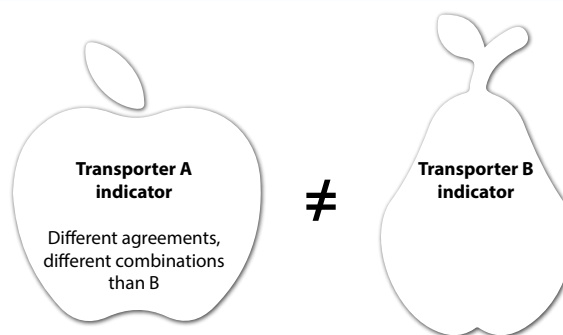 Transporter A
indicator
Different agreements,
different combinations
than B
≠
Transporter B
indicator